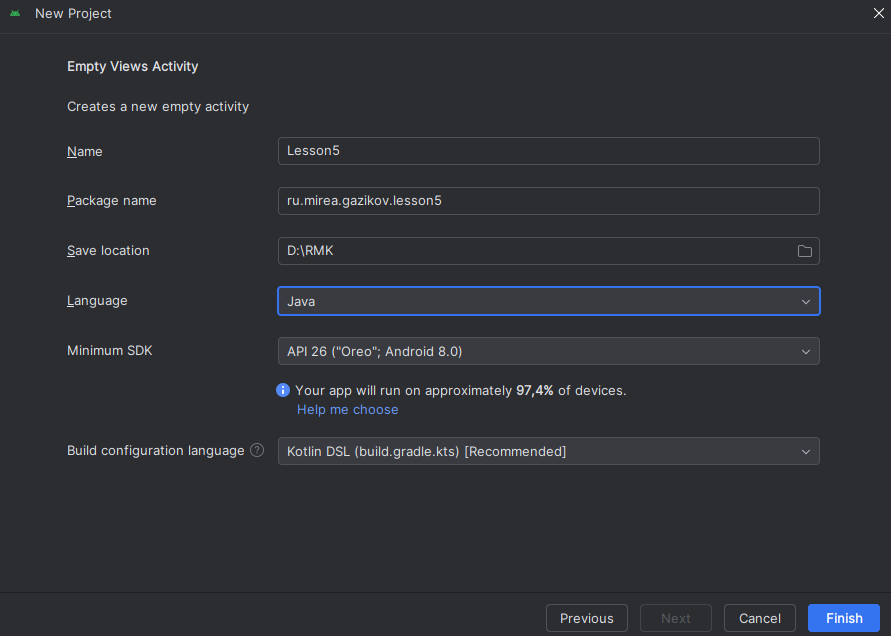 New Project
Empty Views Activity
Creates a new empty activity
Name Lesson5
Package name ru.mirea.gazikov.lesson5
Save location D:\RMK
Language Java
Minimum SDK API 26 ("Oreo"; Android 8.0)
Your app will run on approximately 97,4% of devices.
Help me choose
Build configuration language ? Kotlin DSL (build.gradle.kts) [Recommended]
Previous Next Cancel Finish